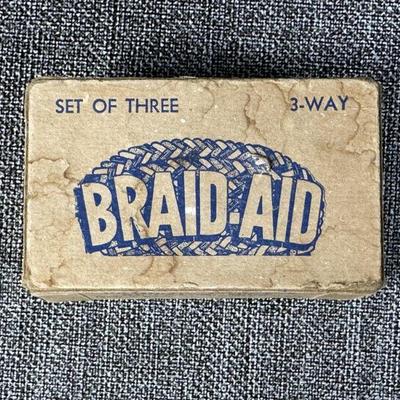 SET OF THREE 3-WAY
BRAID-AID